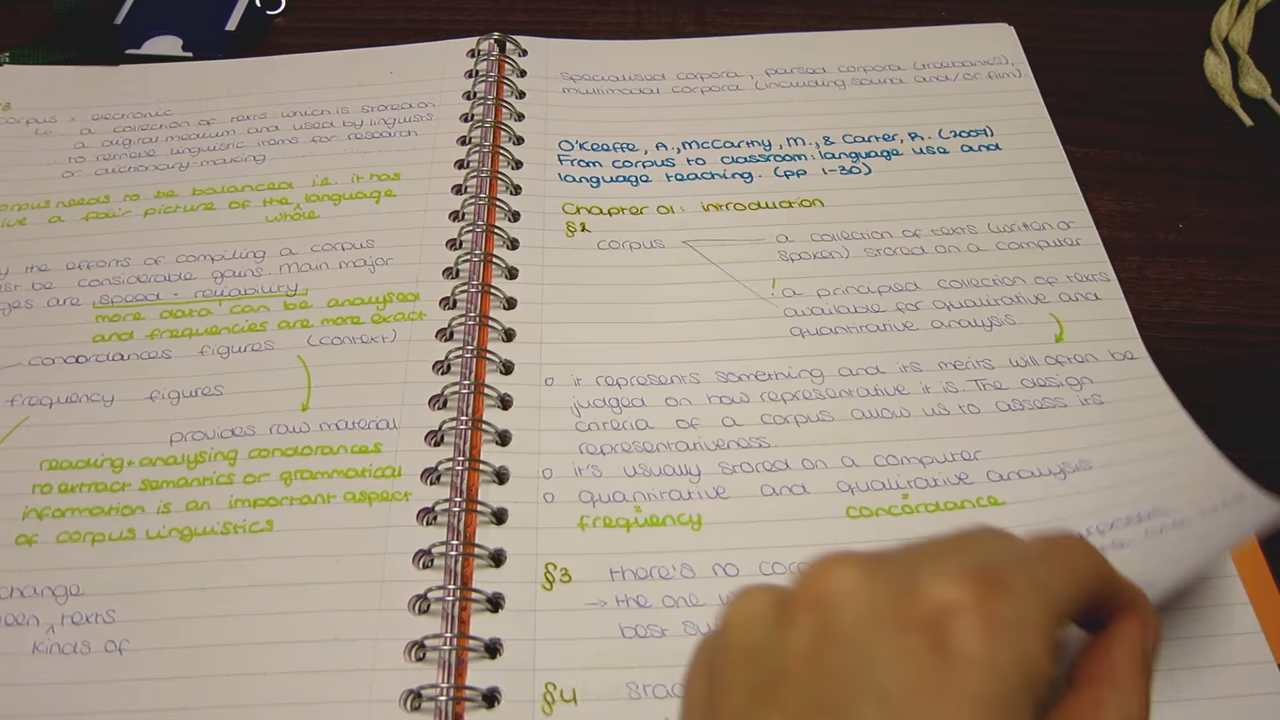 corpus = electronic
a collection of texts which is stored on
a digital medium and used by linguists
to retrieve linguistic items for research
or dictionary-making
corpus needs to be balanced i.e. it has
give a fair picture of the language
whole
the efforts of compiling a corpus
be considerable gains. Main major
are speed + reliability
more data can be analysed
and frequencies are more exact
concordances figures (context)
frequency figures
provides raw material
reading + analysing concordances
to extract semantics or grammatical
information is an important aspect
of corpus linguistics
change
texts
kinds of
specialised corpora, parsed corpora (treebanks),
multimodal corpora (including sound and/or film).
O'Keeffe, A., McCarthy, M., & Carter, R. (2007)
From corpus to classroom: language use and
language teaching. (pp 1-30)
Chapter 01: introduction
§2
corpus
a collection of texts (written or
spoken) stored on a computer
! a principled collection of texts
available for qualitative and
quantitative analysis.
o it represents something and its merits will often be
judged on how representative it is. The design
criteria of a corpus allow us to assess its
representativeness.
o it's usually stored on a computer
o quantitative and qualitative analysis
frequency concordance
§3 there's no
→ the one
best
§4